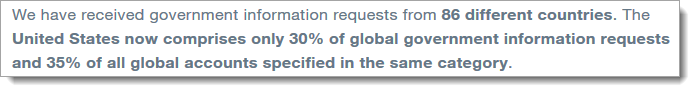 We have received government information requests from 86 different countries. The
United States now comprises only 30% of global government information requests
and 35% of all global accounts specified in the same category.